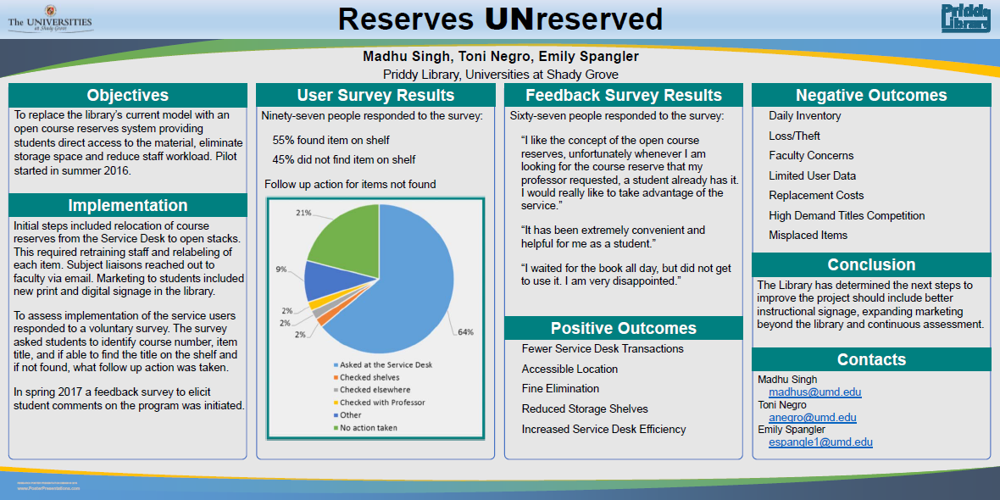 The UNIVERSITIES
at Shady Grove
Reserves UNreserved
Priddy
Library
Madhu Singh, Toni Negro, Emily Spangler
Priddy Library, Universities at Shady Grove
Objectives
To replace the library's current model with an
open course reserves system providing
students direct access to the material, eliminate
storage space and reduce staff workload. Pilot
started in summer 2016.
Implementation
Initial steps included relocation of course
reserves from the Service Desk to open stacks.
This required retraining staff and relabeling of
each item. Subject liaisons reached out to
faculty via email. Marketing to students included
new print and digital signage in the library.
To assess implementation of the service users
responded to a voluntary survey. The survey
asked students to identify course number, item
title, and if able to find the title on the shelf and
if not found, what follow up action was taken.
In spring 2017 a feedback survey to elicit
student comments on the program was initiated.
User Survey Results
Ninety-seven people responded to the survey:
55% found item on shelf
45% did not find item on shelf
Follow up action for items not found
21%
9%
2%
2%
2%
64%
Asked at the Service Desk
Checked shelves
Checked elsewhere
Checked with Professor
Other
No action taken
Feedback Survey Results
Sixty-seven people responded to the survey:
“I like the concept of the open course
reserves, unfortunately whenever I am
looking for the course reserve that my
professor requested, a student already has it.
I would really like to take advantage of the
service.”
“It has been extremely convenient and
helpful for me as a student.”
“I waited for the book all day, but did not get
to use it. I am very disappointed.”
Positive Outcomes
Fewer Service Desk Transactions
Accessible Location
Fine Elimination
Reduced Storage Shelves
Increased Service Desk Efficiency
Negative Outcomes
Daily Inventory
Loss/Theft
Faculty Concerns
Limited User Data
Replacement Costs
High Demand Titles Competition
Misplaced Items
Conclusion
The Library has determined the next steps to
improve the project should include better
instructional signage, expanding marketing
beyond the library and continuous assessment.
Contacts
Madhu Singh
madhus@umd.edu
Toni Negro
anegro@umd.edu
Emily Spangler
espangle1@umd.edu
www.PosterPresentations.com